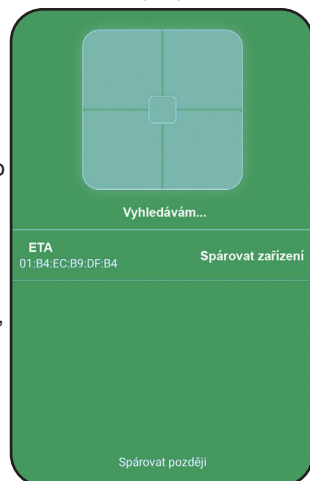 Vyhledávám...
ETA
01:B4:EC:B9:DF:B4
Spárovat zařízení
Spárovat později